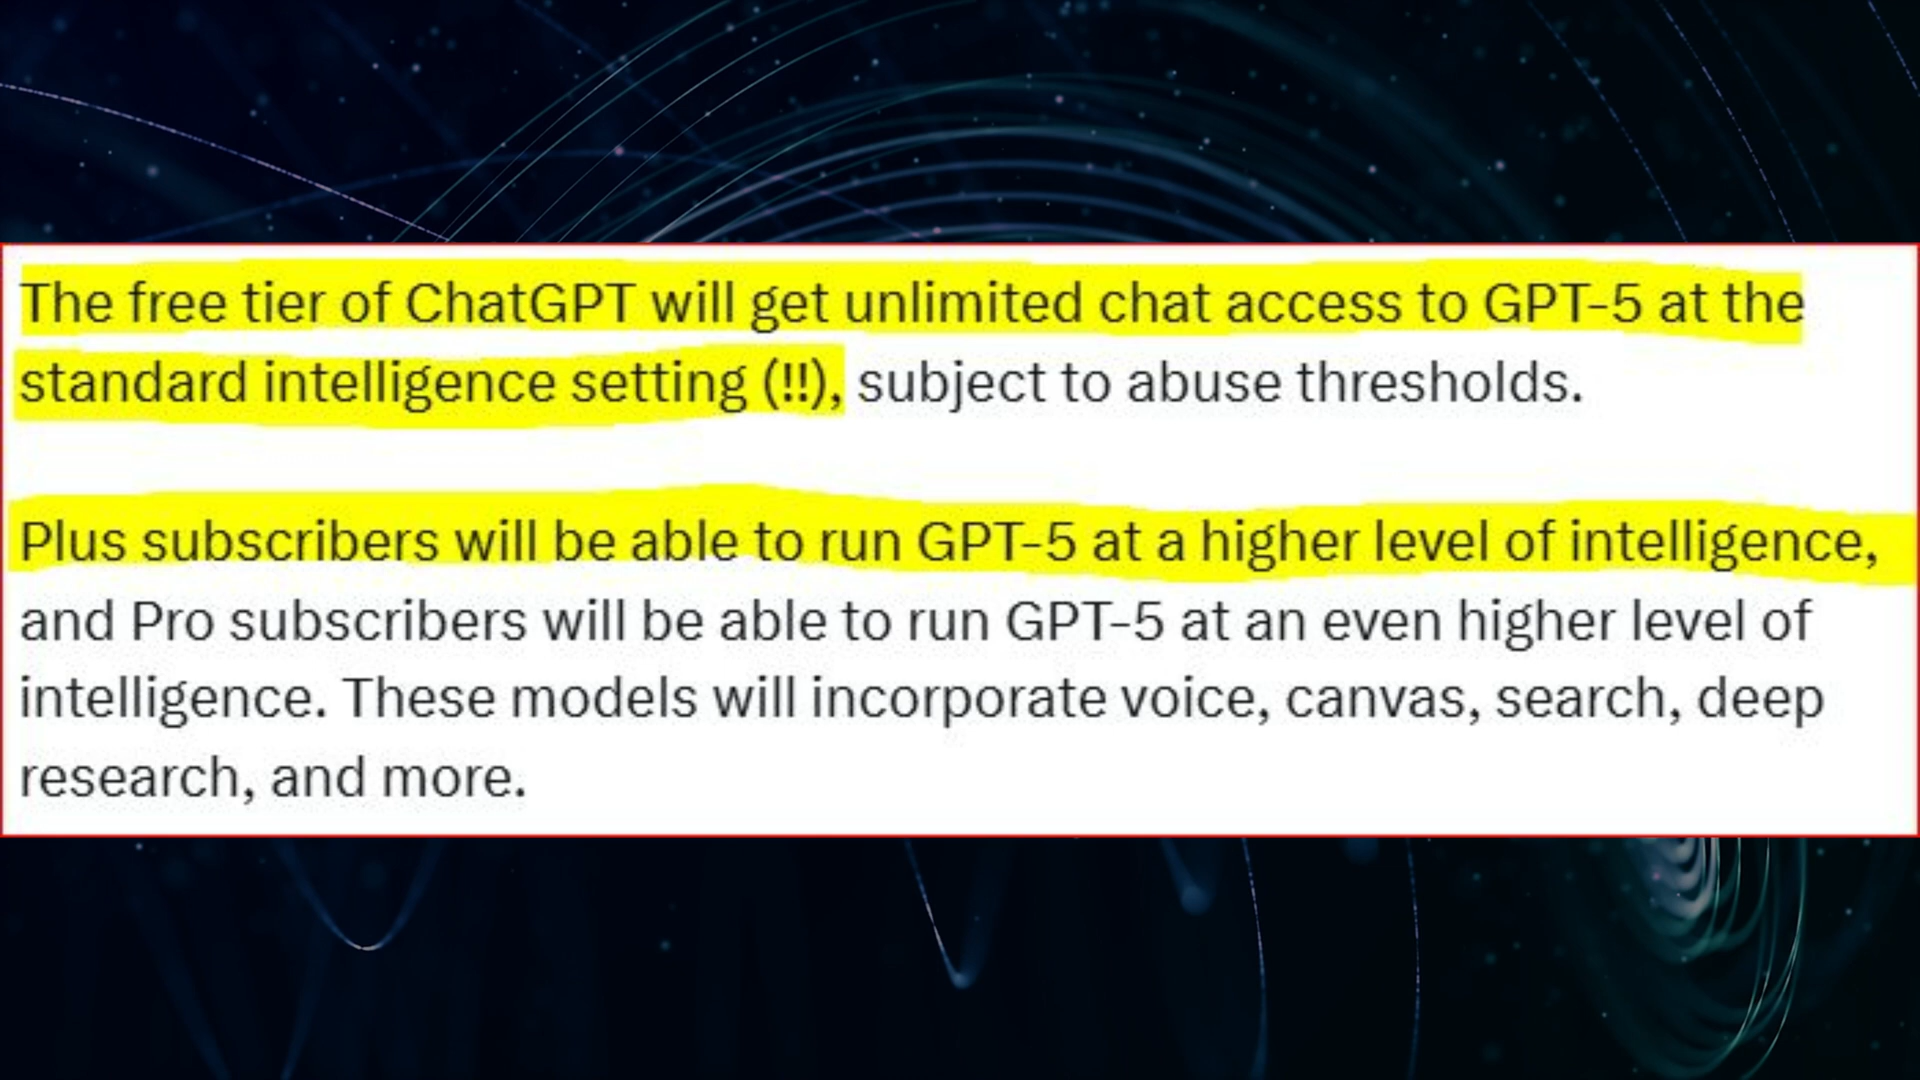 The free tier of ChatGPT will get unlimited chat access to GPT-5 at the
standard intelligence setting (!!), subject to abuse thresholds.
Plus subscribers will be able to run GPT-5 at a higher level of intelligence,
and Pro subscribers will be able to run GPT-5 at an even higher level of
intelligence. These models will incorporate voice, canvas, search, deep
research, and more.